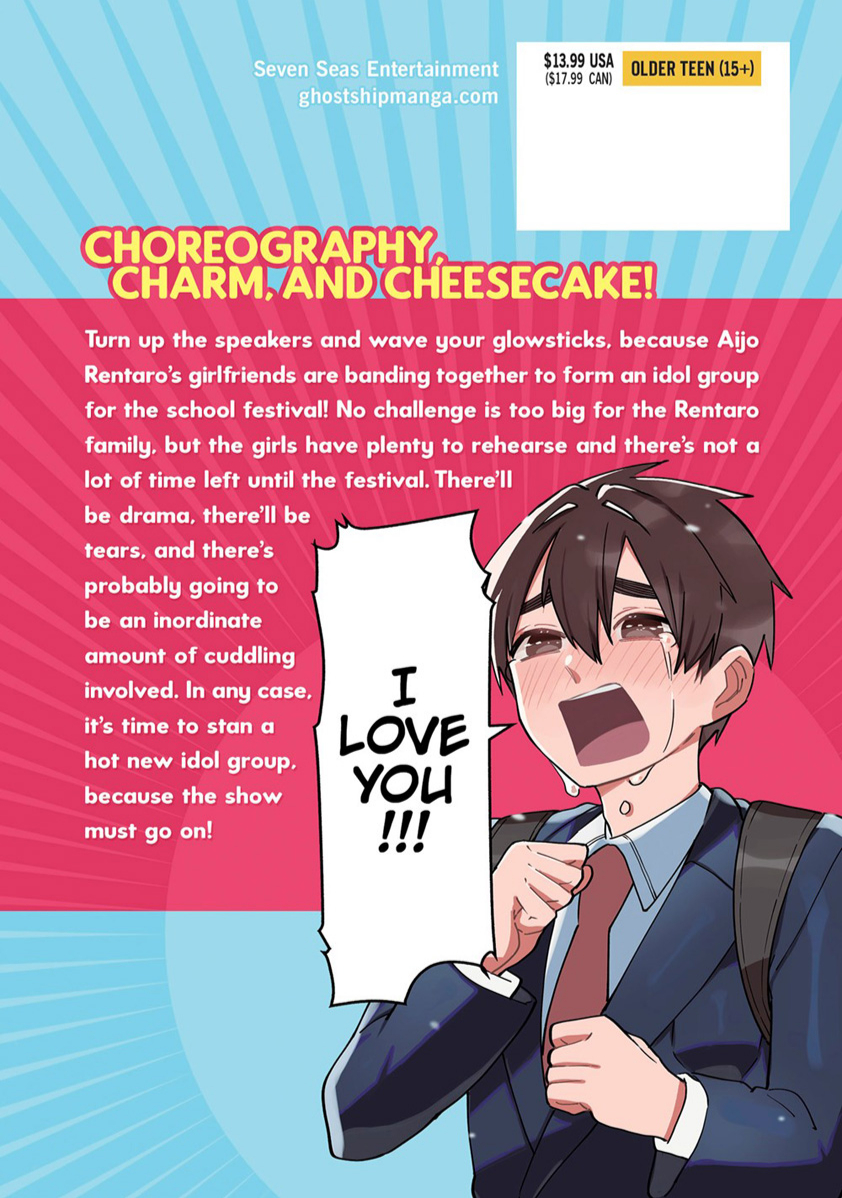 Seven Seas Entertainment
ghostshipmanga.com
$13.99 USA
($17.99 CAN)
OLDER TEEN (15+)
CHOREOGRAPHY,
CHARM, AND CHEESECAKE!
Turn up the speakers and wave your glowsticks, because Aijo
Rentaro's girlfriends are banding together to form an idol group
for the school festival! No challenge is too big for the Rentaro
family, but the girls have plenty to rehearse and there's not a
lot of time left until the festival. There'll
be drama, there'll be
tears, and there's
probably going to
be an inordinate
amount of cuddling
involved. In any case,
it's time to stan a
hot new idol group,
because the show
must go on!
I
LOVE
YOU
!!!